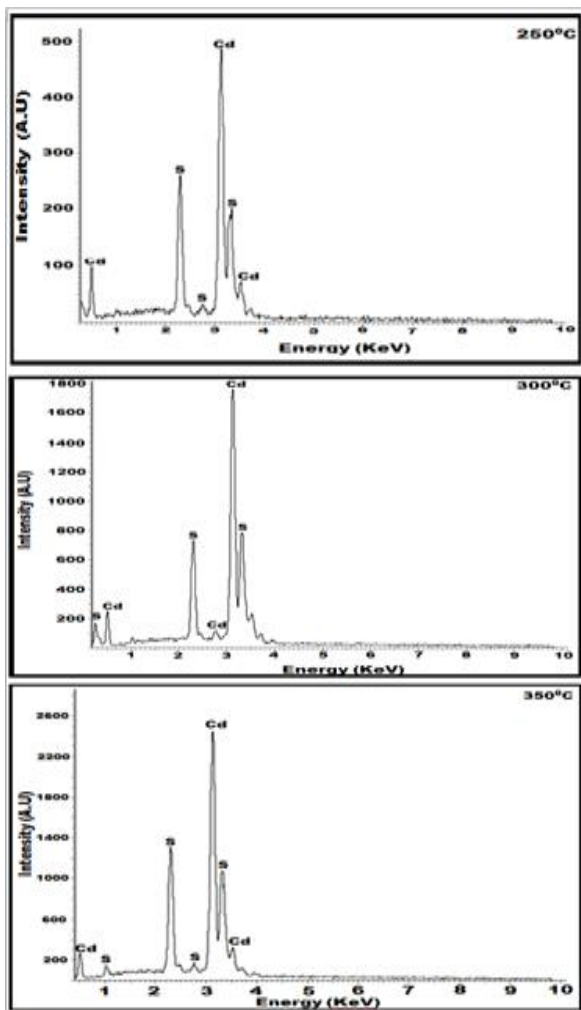 250°C
500
Cd
400
300
S
200
S
Cd
100
Cd
S
1 2 3 4 5 6 7 8 9 10
Intensity (A.U)
Energy (KeV)
300°C
1800
Cd
1600
1400
1200
1000
800
S
S
600
400
200
S
Cd
Cd
1 2 3 4 5 6 7 8 9 10
Intensity (A.U)
Energy (KeV)
350°C
2600
Cd
2200
1800
1400
S
1000
S
600
Cd
200
Cd
S
S
1 2 3 4 5 6 7 8 9 10
Intensity (A.U)
Energy (KeV)